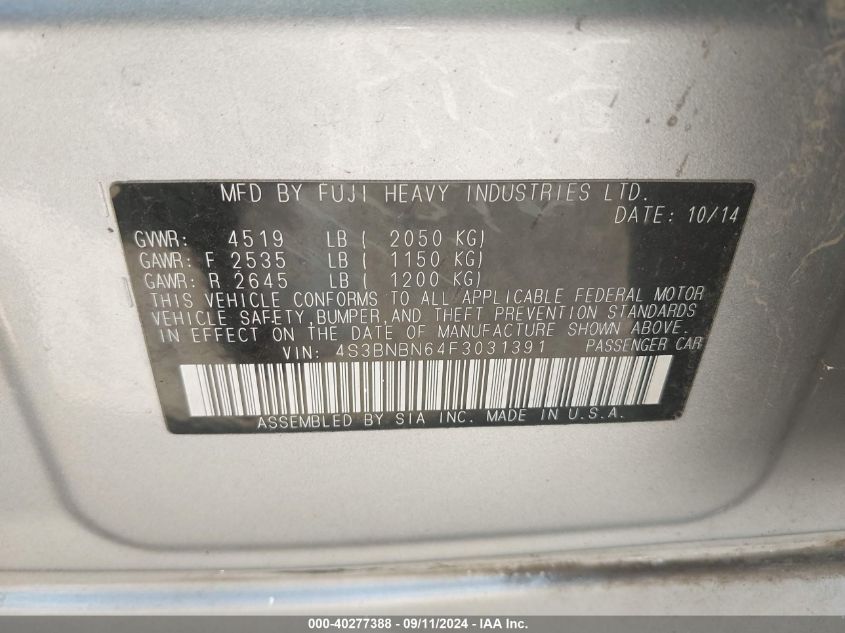 MFD BY FUJI HEAVY INDUSTRIES LTD.
DATE: 10/14
GVWR: 4519 LB ( 2050 KG)
GAWR: F 2535 LB ( 1150 KG)
GAWR: R 2645 LB ( 1200 KG)
THIS VEHICLE CONFORMS TO ALL APPLICABLE FEDERAL MOTOR
VEHICLE SAFETY,BUMPER,AND THEFT PREVENTION STANDARDS
IN EFFECT ON THE DATE OF MANUFACTURE SHOWN ABOVE.
VIN: 4S3BNBN64F3031391 PASSENGER CAR
ASSEMBLED BY SIA INC. MADE IN U.S.A.
000-40277388 - 09/11/2024 - IAA Inc.